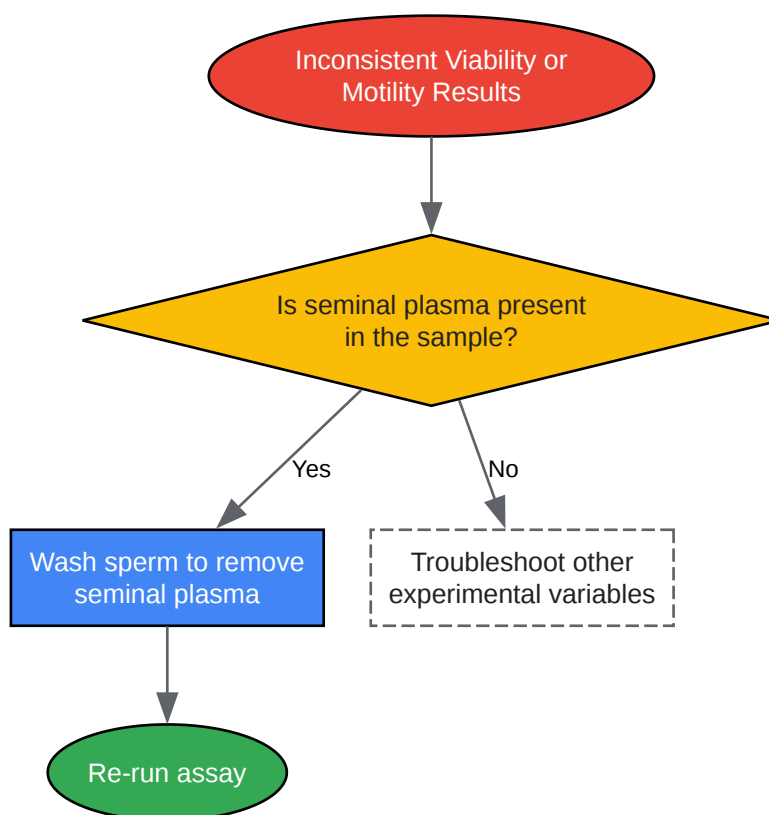 Inconsistent Viability or
Motility Results
Is seminal plasma present
in the sample?
Yes
No
Wash sperm to remove
seminal plasma
Troubleshoot other
experimental variables
Re-run assay